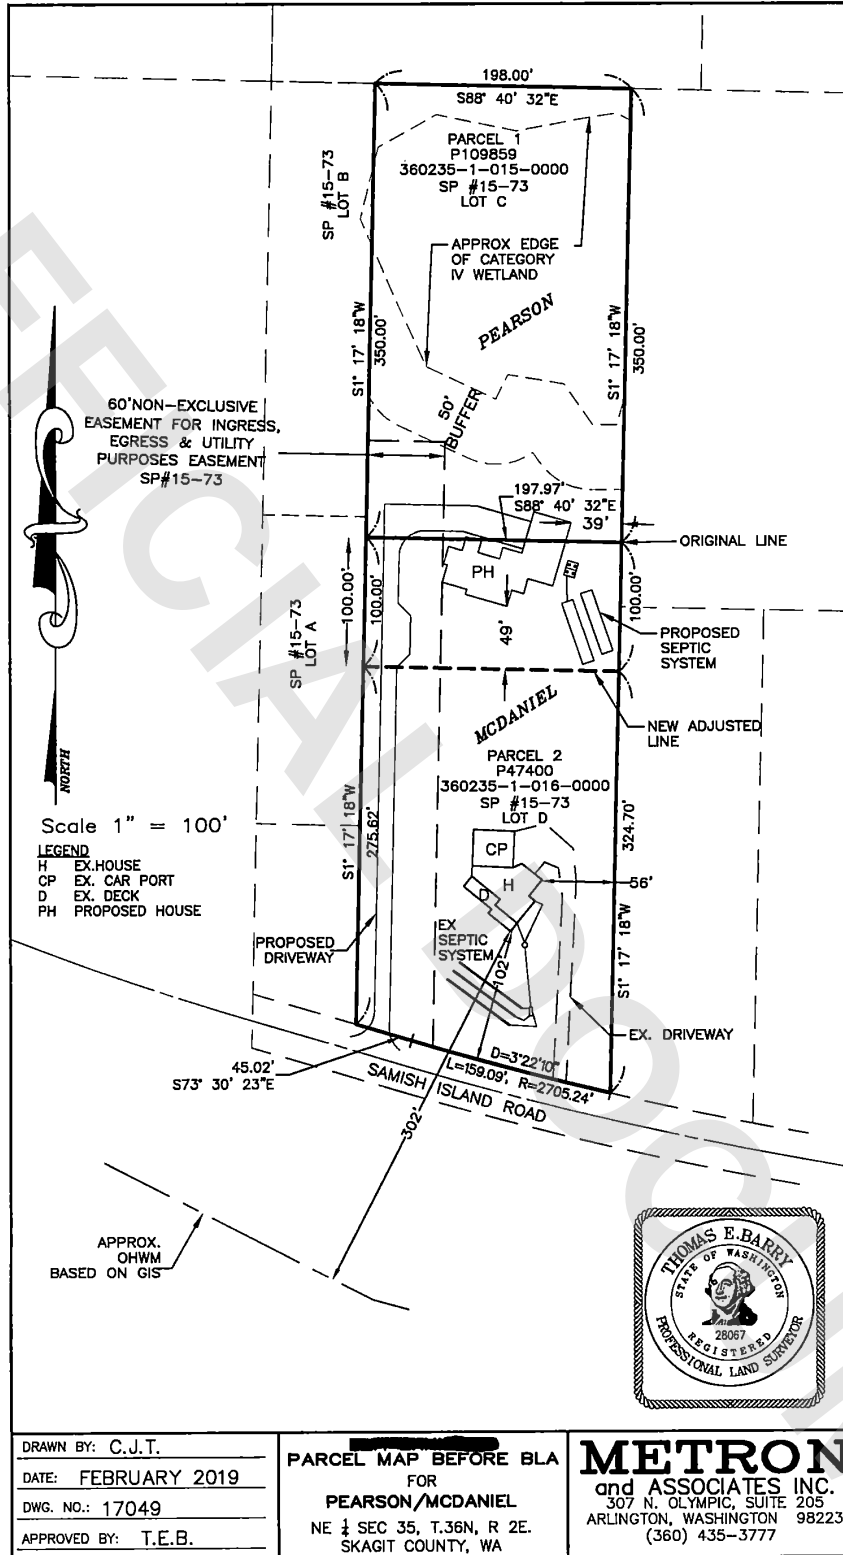 198.00'
S88° 40' 32"E
PARCEL 1
P109859
360235-1-015-0000
SP #15-73
LOT C
SP #15-73
LOT B
APPROX EDGE
OF CATEGORY
IV WETLAND
PEARSON
S1° 17' 18"W
350.00'
S1° 17' 18"W
350.00'
60'NON-EXCLUSIVE
EASEMENT FOR INGRESS,
EGRESS & UTILITY
PURPOSES EASEMENT
SP#15-73
50'
BUFFER
197.97'
S88° 40' 32"E
39'
ORIGINAL LINE
PH
SP #15-73
LOT A
100.00'
100.00'
100.00'
49'
PROPOSED
SEPTIC
SYSTEM
MCDANIEL
NEW ADJUSTED
LINE
PARCEL 2
P47400
360235-1-016-0000
SP #15-73
LOT D
NORTH
Scale 1" = 100'
LEGEND
H EX.HOUSE
CP EX. CAR PORT
D EX. DECK
PH PROPOSED HOUSE
S1° 17' 18"W
275.62'
324.70'
S1° 17' 18"W
CP
H
D
56'
EX
SEPTIC
SYSTEM
PROPOSED
DRIVEWAY
102'
EX. DRIVEWAY
45.02'
S73° 30' 23"E
D=3°22'10"
L=159.09', R=2705.24'
SAMISH ISLAND ROAD
302'
APPROX.
OHWM
BASED ON GIS
THOMAS E.BARRY
STATE OF WASHINGTON
28067
REGISTERED
PROFESSIONAL LAND SURVEYOR
DRAWN BY: C.J.T.
DATE: FEBRUARY 2019
DWG. NO.: 17049
APPROVED BY: T.E.B.
PARCEL MAP BEFORE BLA
FOR
PEARSON/MCDANIEL
NE ¼ SEC 35, T.36N, R 2E.
SKAGIT COUNTY, WA
METRON
and ASSOCIATES INC.
307 N. OLYMPIC, SUITE 205
ARLINGTON, WASHINGTON 98223
(360) 435-3777